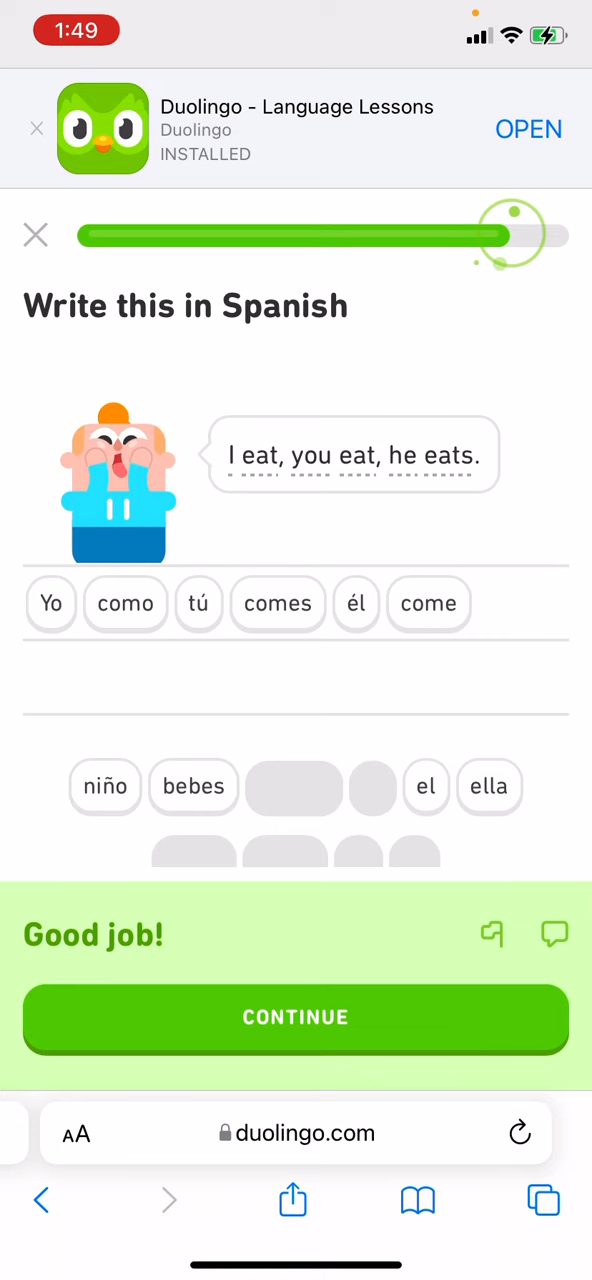 1:49
Duolingo - Language Lessons
Duolingo
INSTALLED
OPEN
Write this in Spanish
I eat, you eat, he eats.
Yo como tú comes él come
niño bebes el ella
Good job!
CONTINUE
AA duolingo.com